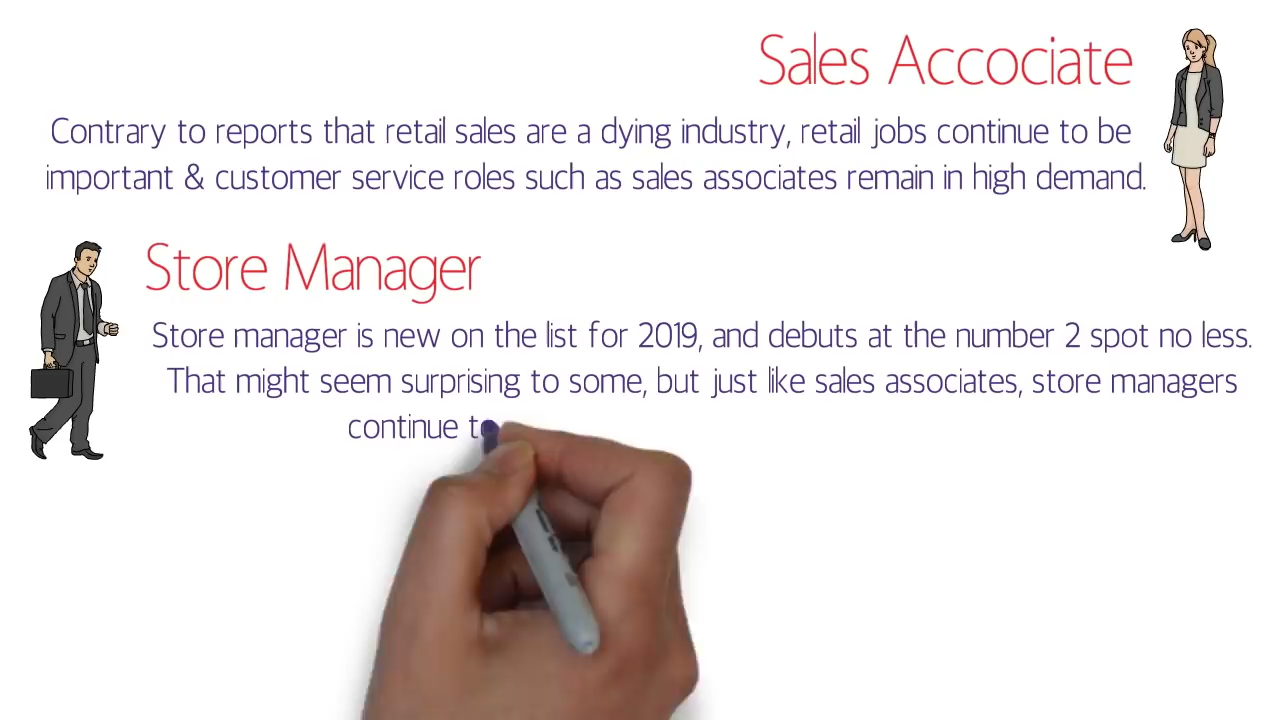 Sales Accociate
Contrary to reports that retail sales are a dying industry, retail jobs continue to be
important & customer service roles such as sales associates remain in high demand.
Store Manager
Store manager is new on the list for 2019, and debuts at the number 2 spot no less.
That might seem surprising to some, but just like sales associates, store managers
continue to